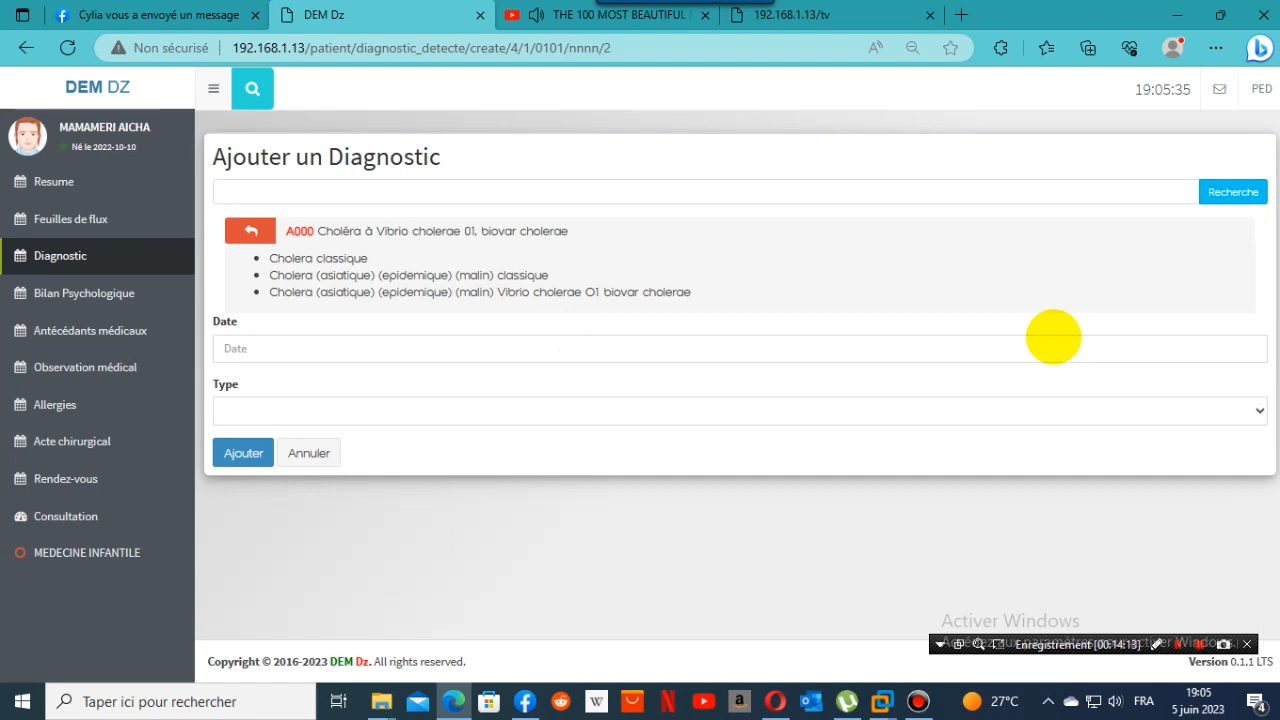 Cylia vous a envoyé un message
DEM Dz
THE 100 MOST BEAUTIFUL
192.168.1.13/tv
Non sécurisé
192.168.1.13/patient/diagnostic_detecte/create/4/1/0101/nnnn/2
DEM DZ
19:05:35
PED
MAMAMERI AICHA
Né le 2022-10-10
Resume
Feuilles de flux
Diagnostic
Bilan Psychologique
Antécédants médicaux
Observation médical
Allergies
Acte chirurgical
Rendez-vous
Consultation
MEDECINE INFANTILE
Ajouter un Diagnostic
Recherche
A000 Choléra à Vibrio cholerae 01, biovar cholerae
Cholera classique
Cholera (asiatique) (epidemique) (malin) classique
Cholera (asiatique) (epidemique) (malin) Vibrio cholerae O1 biovar cholerae
Date
Date
Type
Ajouter
Annuler
Activer Windows
Enregistrement [00:14:13]
Copyright © 2016-2023 DEM Dz. All rights reserved.
Version 0.1.1 LTS
Taper ici pour rechercher
27°C
FRA
19:05
5 juin 2023
4